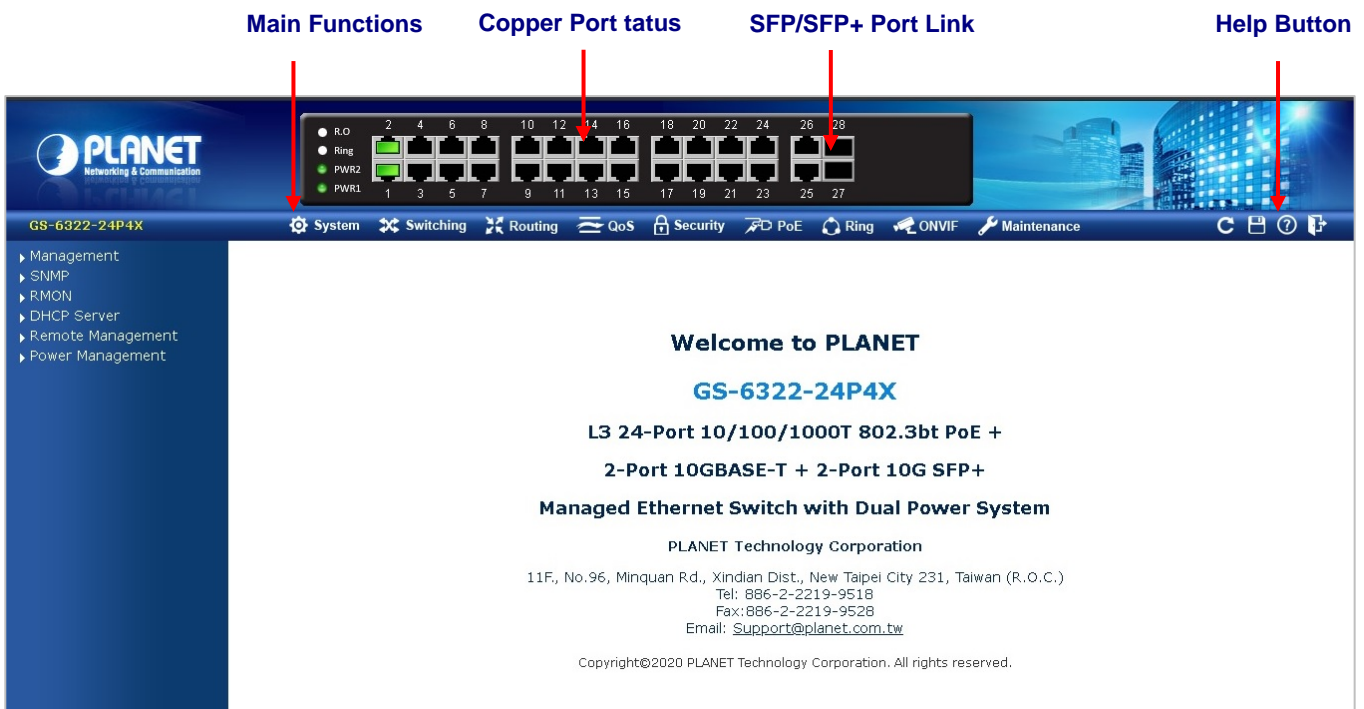 Main Functions Copper Port tatus SFP/SFP+ Port Link Help Button
PLANET
Networking & Communication
R.O
Ring
PWR2
PWR1
2 4 6 8 10 12 14 16 18 20 22 24 26 28
1 3 5 7 9 11 13 15 17 19 21 23 25 27
GS-6322-24P4X System Switching Routing QoS Security PoE Ring ONVIF Maintenance
Management
SNMP
RMON
DHCP Server
Remote Management
Power Management
Welcome to PLANET
GS-6322-24P4X
L3 24-Port 10/100/1000T 802.3bt PoE +
2-Port 10GBASE-T + 2-Port 10G SFP+
Managed Ethernet Switch with Dual Power System
PLANET Technology Corporation
11F., No.96, Minquan Rd., Xindian Dist., New Taipei City 231, Taiwan (R.O.C.)
Tel: 886-2-2219-9518
Fax:886-2-2219-9528
Email: Support@planet.com.tw
Copyright©2020 PLANET Technology Corporation. All rights reserved.